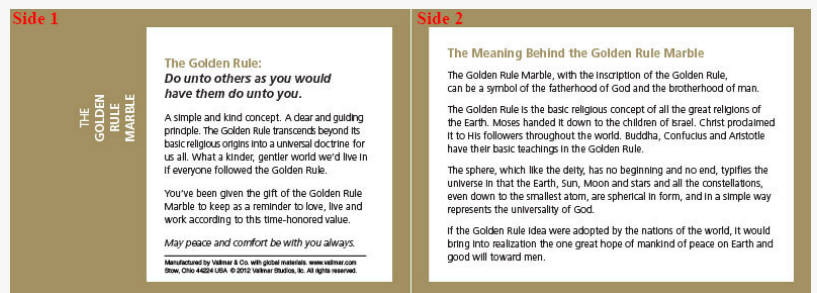 Side 1
THE
GOLDEN
RULE
MARBLE
The Golden Rule:
Do unto others as you would
have them do unto you.
A simple and kind concept. A clear and guiding
principle. The Golden Rule transcends beyond its
basic religious origins into a universal doctrine for
us all. What a kinder, gentler world we'd live in
if everyone followed the Golden Rule.
You've been given the gift of the Golden Rule
Marble to keep as a reminder to love, live and
work according to this time-honored value.
May peace and comfort be with you always.
Manufactured by Valimar & Co. with global materials. www.valimar.com
Stow, Ohio 44224 USA © 2012 Valimar Studios, llc. All rights reserved.
Side 2
The Meaning Behind the Golden Rule Marble
The Golden Rule Marble, with the inscription of the Golden Rule,
can be a symbol of the fatherhood of God and the brotherhood of man.
The Golden Rule is the basic religious concept of all the great religions of
the Earth. Moses handed it down to the children of Israel. Christ proclaimed
it to His followers throughout the world. Buddha, Confucius and Aristotle
have their basic teachings in the Golden Rule.
The sphere, which like the deity, has no beginning and no end, typifies the
universe in that the Earth, Sun, Moon and stars and all the constellations,
even down to the smallest atom, are spherical in form, and in a simple way
represents the universality of God.
If the Golden Rule idea were adopted by the nations of the world, it would
bring into realization the one great hope of mankind of peace on Earth and
good will toward men.